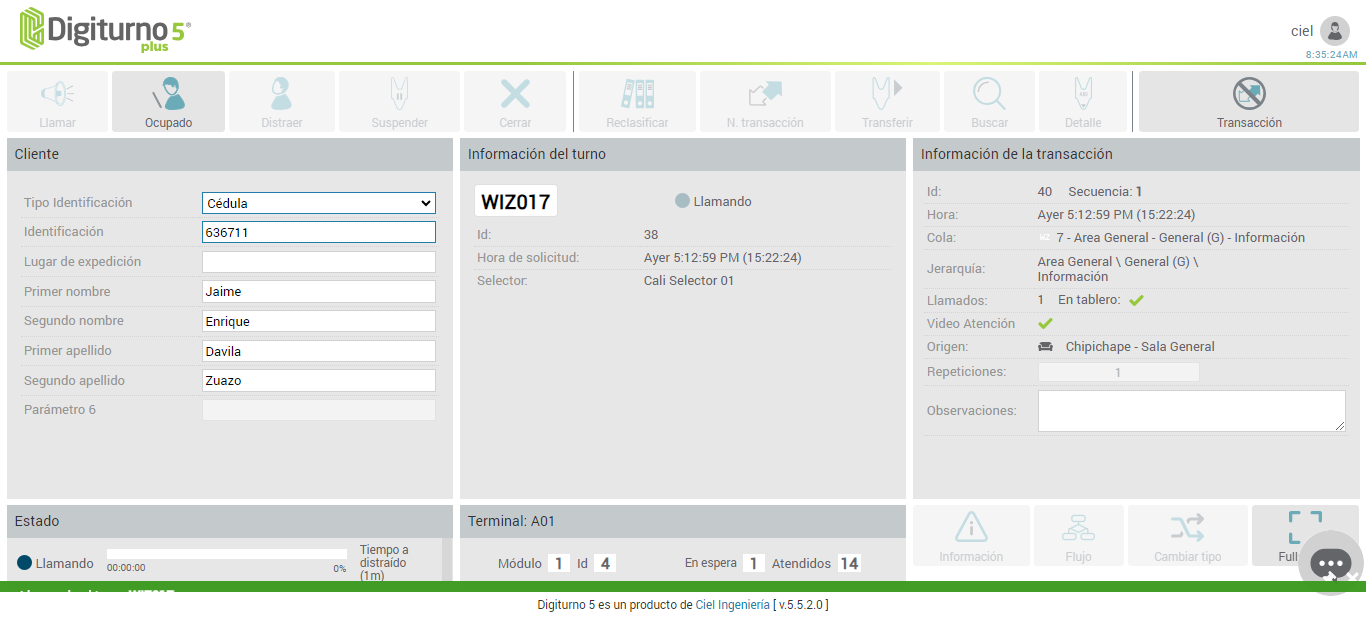 Digiturno 5®
plus
ciel
8:35:24AM
Llamar
Ocupado
Distraer
Suspender
Cerrar
Reclasificar
N. transacción
Transferir
Buscar
Detalle
Transacción
Cliente
Tipo Identificación Cédula
Identificación 636711
Lugar de expedición
Primer nombre Jaime
Segundo nombre Enrique
Primer apellido Davila
Segundo apellido Zuazo
Parámetro 6
Información del turno
WIZ017 Llamando
Id: 38
Hora de solicitud: Ayer 5:12:59 PM (15:22:24)
Selector: Cali Selector 01
Información de la transacción
Id: 40 Secuencia: 1
Hora: Ayer 5:12:59 PM (15:22:24)
Cola: WZ 7 - Area General - General (G) - Información
Jerarquía: Area General \ General (G) \
Información
Llamados: 1 En tablero:
Video Atención
Origen: Chipichape - Sala General
Repeticiones: 1
Observaciones:
Estado
Llamando 00:00:00 0% Tiempo a
distraído
(1m)
Terminal: A01
Módulo 1 Id 4 En espera 1 Atendidos 14
Información
Flujo
Cambiar tipo
Full
Digiturno 5 es un producto de Ciel Ingeniería [ v.5.5.2.0 ]